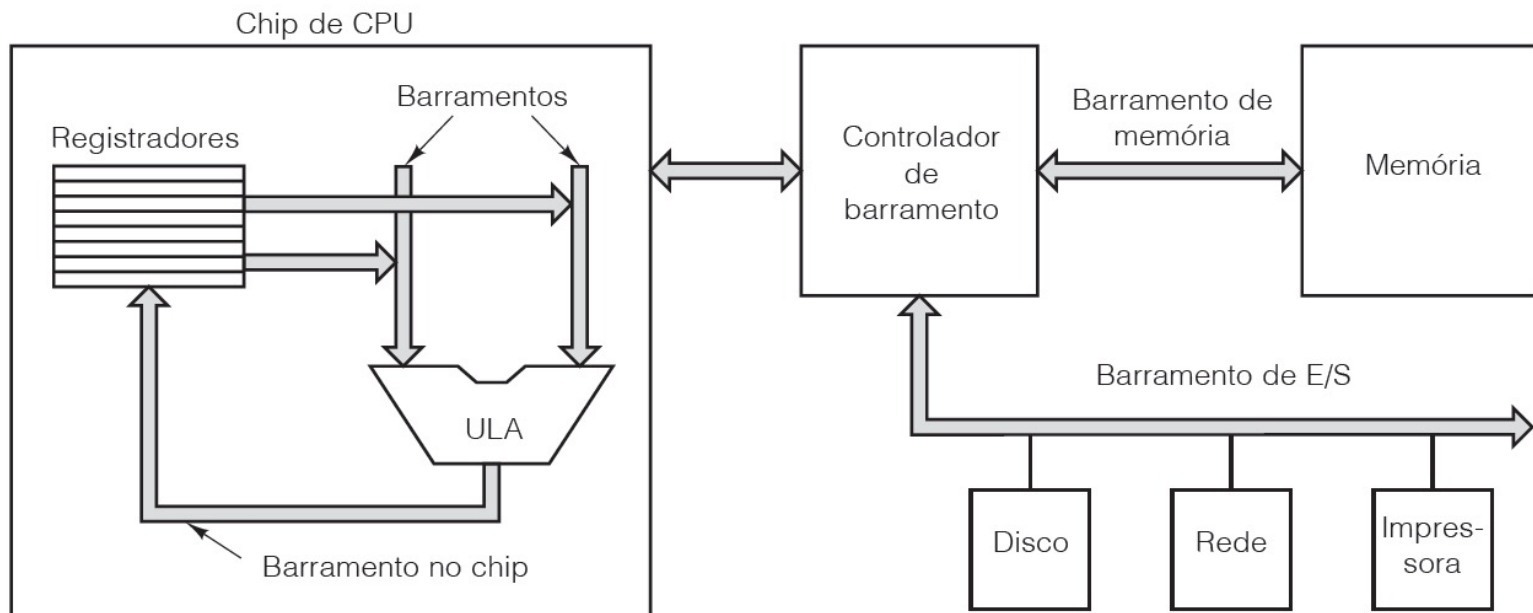 Chip de CPU
Registradores
Barramentos
ULA
Barramento no chip
Controlador
de
barramento
Barramento de
memória
Memória
Barramento de E/S
Disco
Rede
Impres-
sora